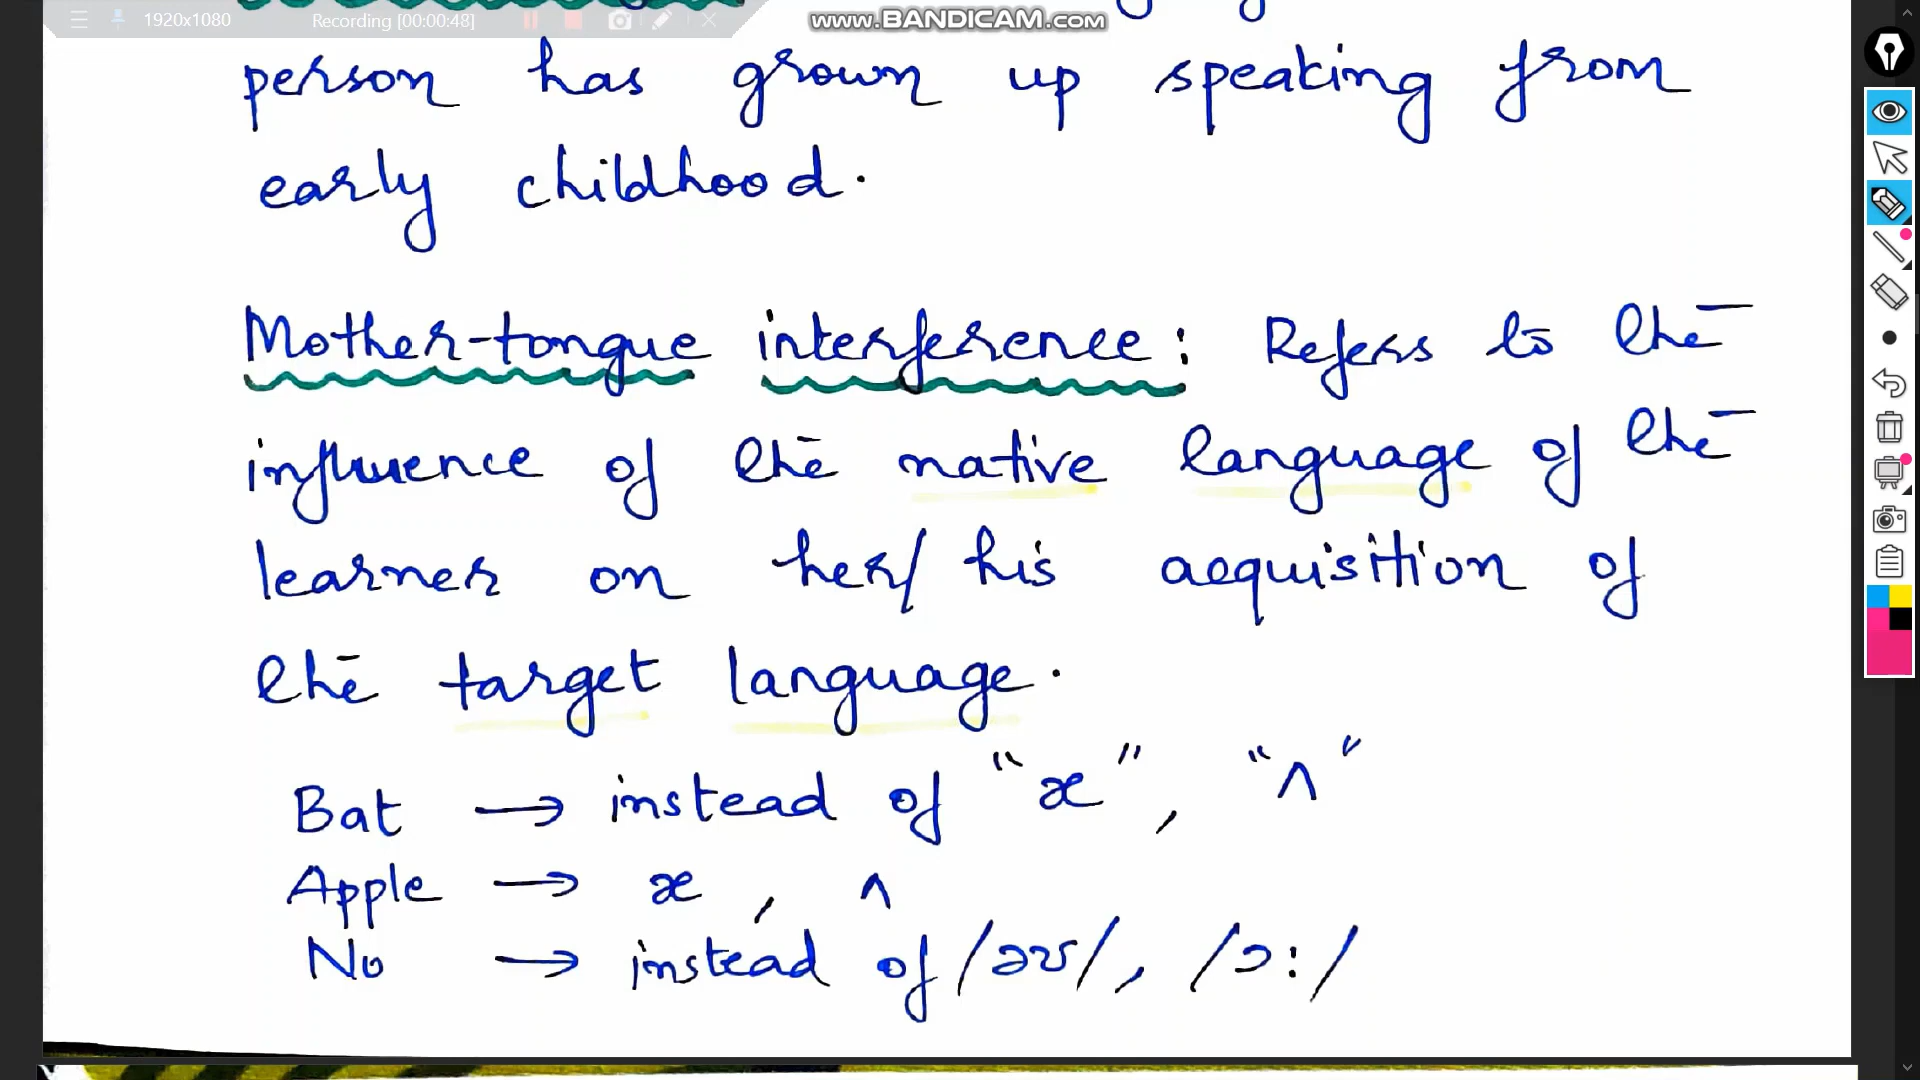 1920x1080 Recording [00:00:48] www.BANDICAM.com
person has grown up speaking from
early childhood.
Mother-tongue interference: Refers to the
influence of the native language of the
learner on her/his acquisition of
the target language.
Bat → instead of "æ", "ʌ"
Apple → æ, ʌ
No → instead of /əʊ/, /ɔ:/